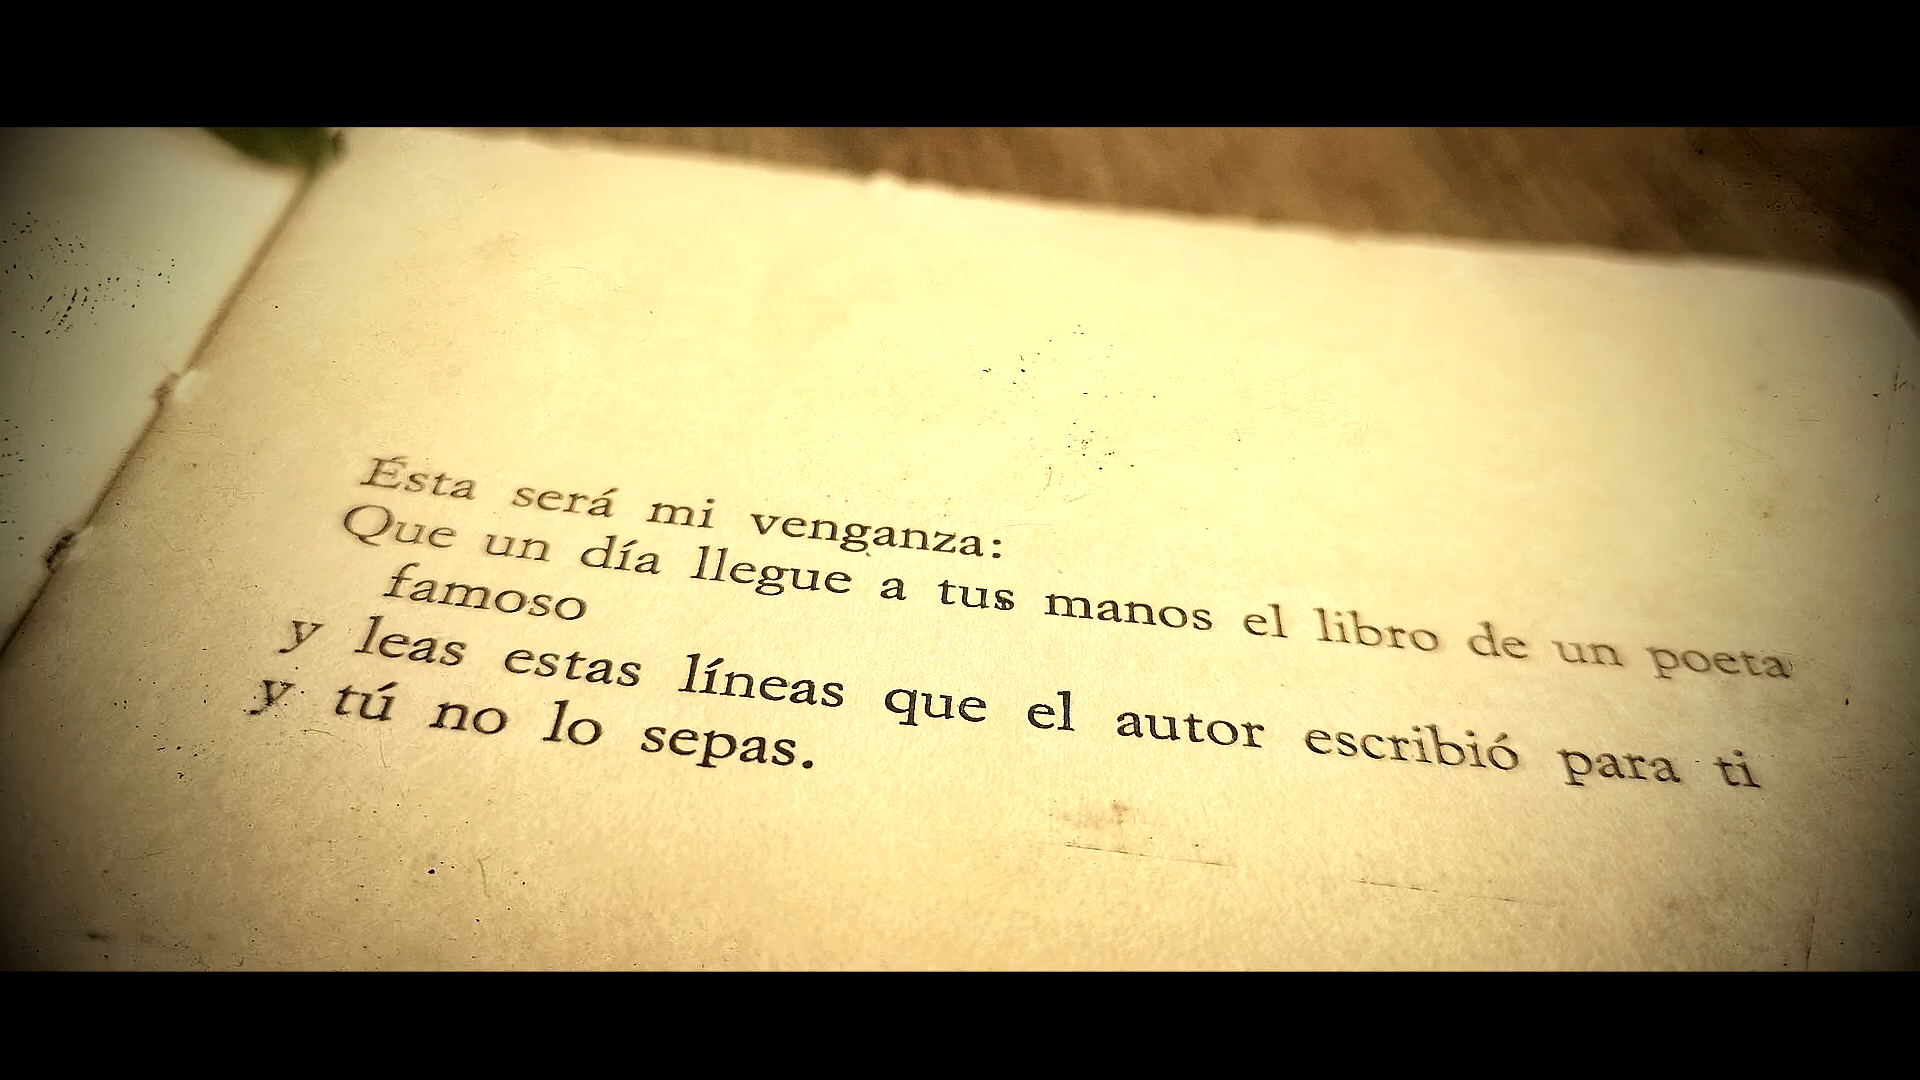 Ésta será mi venganza:
Que un día llegue a tus manos el libro de un poeta
famoso
y leas estas líneas que el autor escribió para ti
y tú no lo sepas.